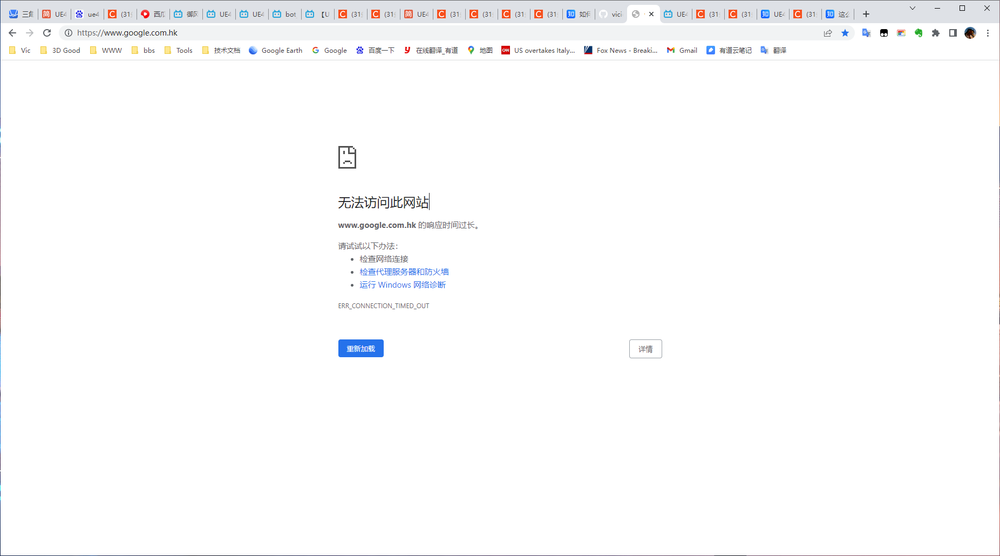 三角 UE4 ue4 (31 西瓜 御风 UE4 UE4 bot_ 【U (31 (31 UE4 (31 (31 (31 (31 如何 vici UE4 (31 (31 UE4 (31 这么
https://www.google.com.hk
Vic 3D Good WWW bbs Tools 技术文档 Google Earth Google 百度一下 在线翻译_有道 地图 US overtakes Italy... Fox News - Breaki... Gmail 有道云笔记 翻译
无法访问此网站
www.google.com.hk 的响应时间过长。
请试试以下办法：
检查网络连接
检查代理服务器和防火墙
运行 Windows 网络诊断
ERR_CONNECTION_TIMED_OUT
重新加载
详情